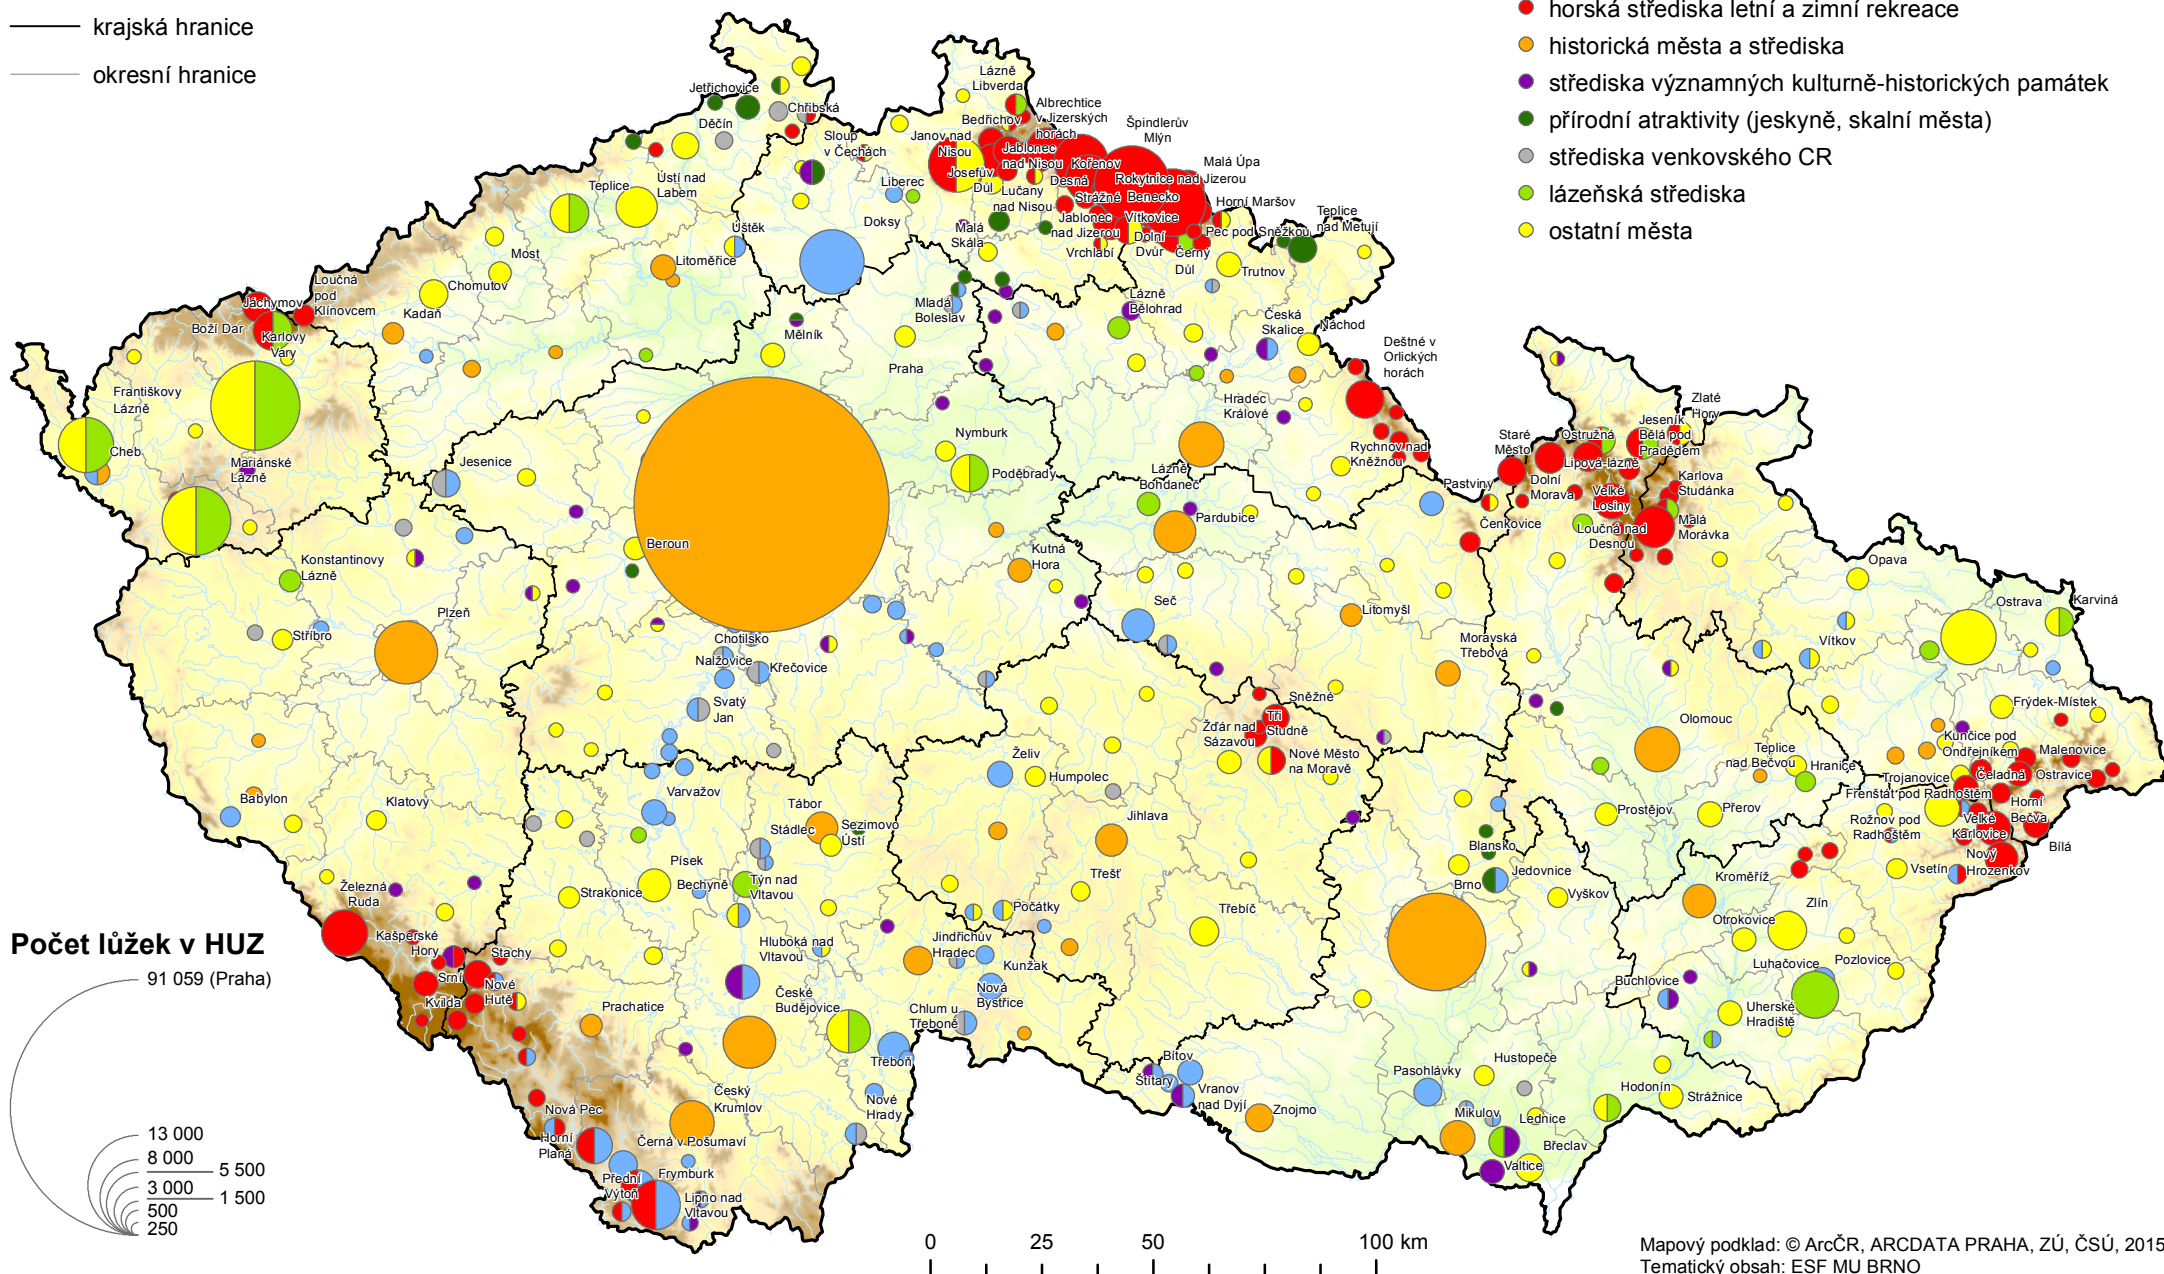 krajská hranice
okresní hranice
horská střediska letní a zimní rekreace
historická města a střediska
střediska významných kulturně-historických památek
přírodní atraktivity (jeskyně, skalní města)
střediska venkovského CR
lázeňská střediska
ostatní města
Jetřichovice
Chřibská
Děčín
Sloup
v Čechách
Lázně
Libverda
Albrechtice
v Jizerských
horách
Bedřichov
Janov nad
Nisou
Jablonec
nad Nisou
Josefův
Důl
Kořenov
Desná
Špindlerův
Mlýn
Malá Úpa
Rokytnice nad
Jizerou
Strážné
Benecko
Lučany
nad Nisou
Jablonec
nad Jizerou
Vítkovice
Horní Maršov
Pec pod Sněžkou
Dolní
Dvůr
Černý
Důl
Vrchlabí
Teplice
nad Metují
Trutnov
Teplice
Ústí nad
Labem
Liberec
Doksy
Malá
Skála
Úštěk
Litoměřice
Most
Chomutov
Kadaň
Loučná
pod
Klínovcem
Jáchymov
Boží Dar
Karlovy
Vary
Františkovy
Lázně
Cheb
Mariánské
Lázně
Mladá
Boleslav
Mělník
Lázně
Bělohrad
Česká
Skalice
Náchod
Deštné v
Orlických
horách
Praha
Hradec
Králové
Rychnov nad
Kněžnou
Nymburk
Poděbrady
Lázně
Bohdaneč
Pardubice
Pastviny
Čenkovice
Staré
Město
Ostružná
Jeseník
Zlaté
Hory
Bělá pod
Pradědem
Lipová-lázně
Dolní
Morava
Velké
Losiny
Karlova
Studánka
Loučná nad
Desnou
Malá
Morávka
Jesenice
Beroun
Kutná
Hora
Konstantinovy
Lázně
Plzeň
Stříbro
Seč
Litomyšl
Moravská
Třebová
Opava
Ostrava
Karviná
Vítkov
Chotilsko
Nalžovice
Křečovice
Svatý
Jan
Sněžné
Tři
Studně
Žďár nad
Sázavou
Nové Město
na Moravě
Olomouc
Frýdek-Místek
Kunčice pod
Ondřejníkem
Malenovice
Teplice
nad Bečvou
Hranice
Trojanovice
Čeladná
Ostravice
Frenštát pod Radhoštěm
Rožnov pod
Radhoštěm
Velké
Karlovice
Horní
Bečva
Bílá
Nový
Hrozenkov
Vsetín
Babylon
Klatovy
Želiv
Humpolec
Varvažov
Tábor
Stádlec
Sezimovo
Ústí
Jihlava
Prostějov
Přerov
Písek
Bechyně
Týn nad
Vltavou
Strakonice
Třešť
Počátky
Třebíč
Blansko
Brno
Jedovnice
Vyškov
Kroměříž
Otrokovice
Zlín
Železná
Ruda
Kašperské
Hory
Stachy
Srní
Nové
Hutě
Kvilda
Hluboká nad
Vltavou
Jindřichův
Hradec
Kunžak
Nová
Bystřice
České
Budějovice
Chlum u
Třeboně
Třeboň
Prachatice
Luhačovice
Pozlovice
Buchlovice
Uherské
Hradiště
Český
Krumlov
Nové
Hrady
Nová Pec
Horní
Planá
Černá v Pošumaví
Přední
Výtoň
Frymburk
Lipno nad
Vltavou
Bítov
Štítary
Vranov
nad Dyjí
Znojmo
Pasohlávky
Hustopeče
Mikulov
Lednice
Břeclav
Valtice
Hodonín
Strážnice
Počet lůžek v HUZ
91 059 (Praha)
13 000
8 000
5 500
3 000
1 500
500
250
0 25 50 100 km
Mapový podklad: © ArcČR, ARCDATA PRAHA, ZÚ, ČSÚ, 2015
Tematický obsah: ESF MU BRNO